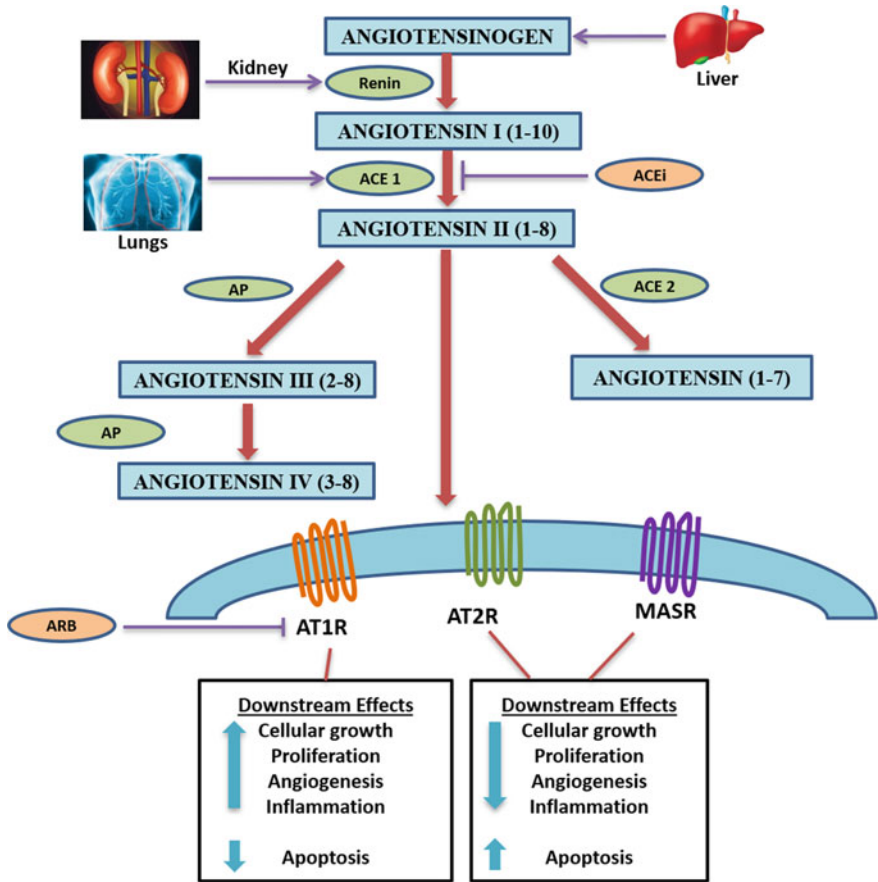 ANGIOTENSINOGEN
Liver
Kidney
Renin
ANGIOTENSIN I (1-10)
ACE 1
ACEi
Lungs
ANGIOTENSIN II (1-8)
AP
ACE 2
ANGIOTENSIN III (2-8)
ANGIOTENSIN (1-7)
AP
ANGIOTENSIN IV (3-8)
ARB
AT1R
AT2R
MASR
Downstream Effects
Cellular growth
Proliferation
Angiogenesis
Inflammation
Apoptosis
Downstream Effects
Cellular growth
Proliferation
Angiogenesis
Inflammation
Apoptosis